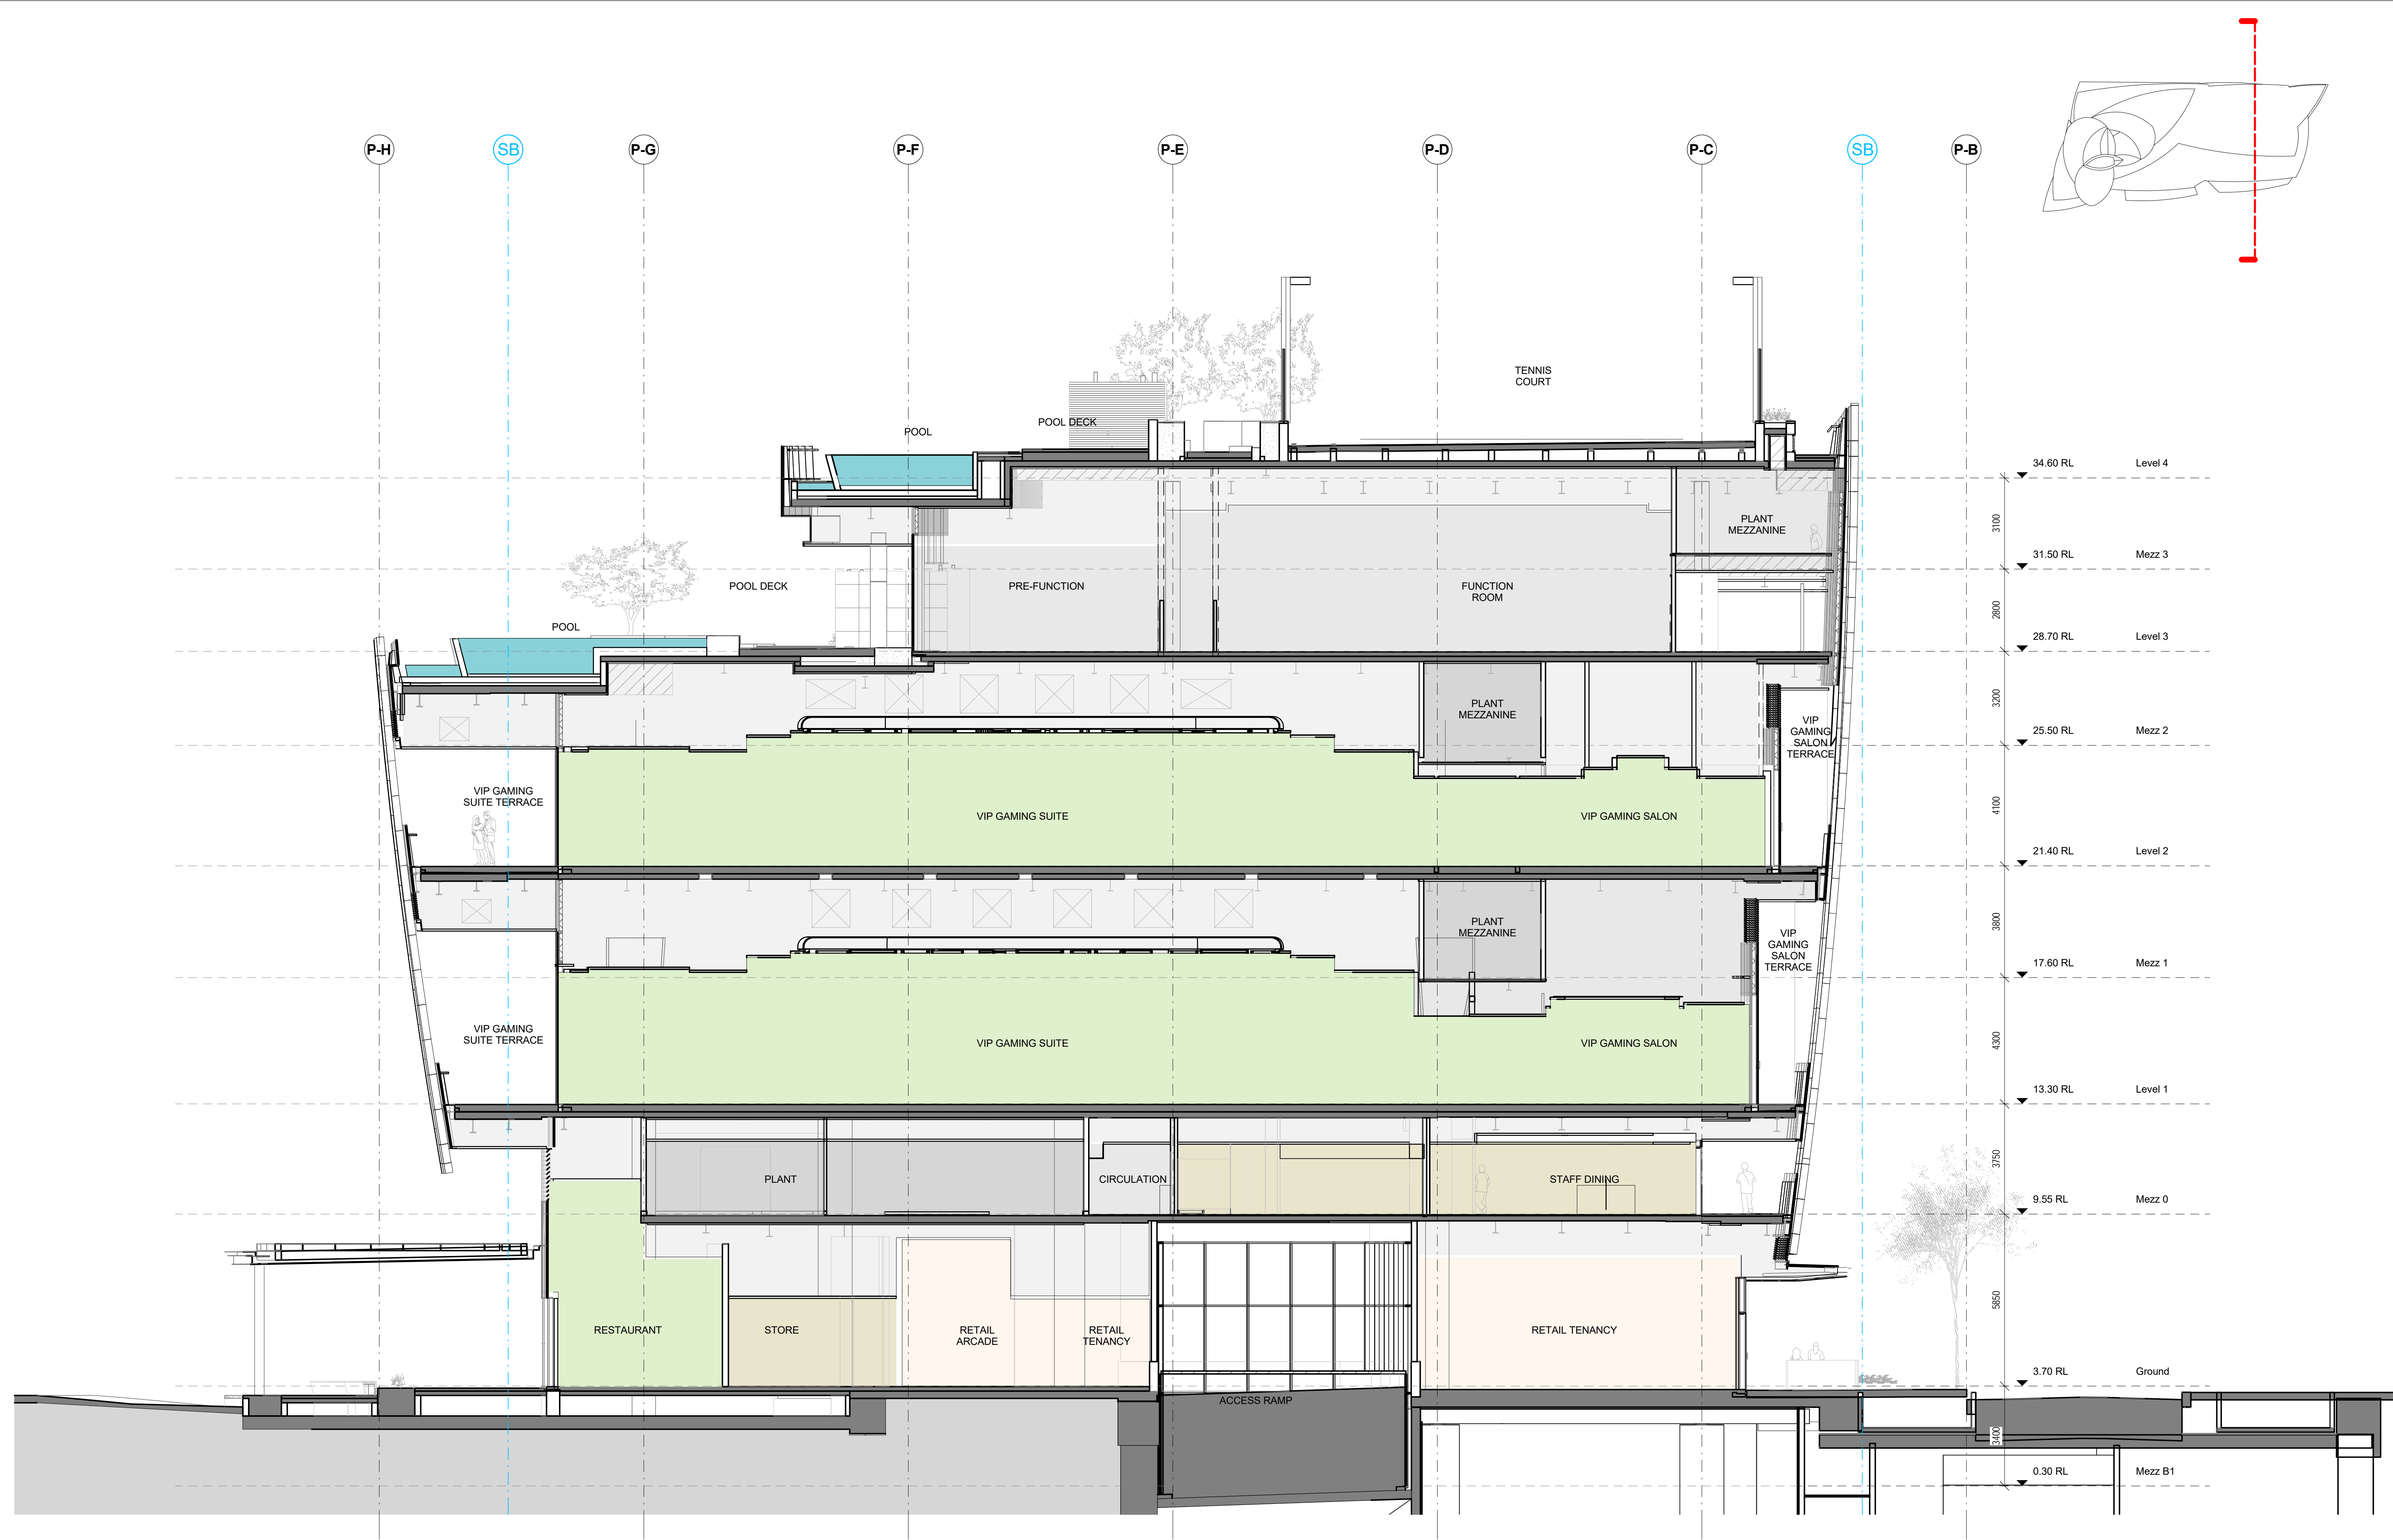 P-H
SB
P-G
P-F
P-E
P-D
P-C
SB
P-B
TENNIS
COURT
POOL DECK
POOL
34.60 RL Level 4
3100
PLANT
MEZZANINE
31.50 RL Mezz 3
POOL DECK
PRE-FUNCTION
FUNCTION
ROOM
2800
POOL
28.70 RL Level 3
3200
PLANT
MEZZANINE
VIP
GAMING
SALON
TERRACE
25.50 RL Mezz 2
VIP GAMING
SUITE TERRACE
VIP GAMING SUITE
VIP GAMING SALON
4100
21.40 RL Level 2
3800
PLANT
MEZZANINE
VIP
GAMING
SALON
TERRACE
17.60 RL Mezz 1
VIP GAMING
SUITE TERRACE
VIP GAMING SUITE
VIP GAMING SALON
4300
13.30 RL Level 1
3750
PLANT
CIRCULATION
STAFF DINING
9.55 RL Mezz 0
5850
RESTAURANT
STORE
RETAIL
ARCADE
RETAIL
TENANCY
RETAIL TENANCY
3.70 RL Ground
ACCESS RAMP
3400
0.30 RL Mezz B1